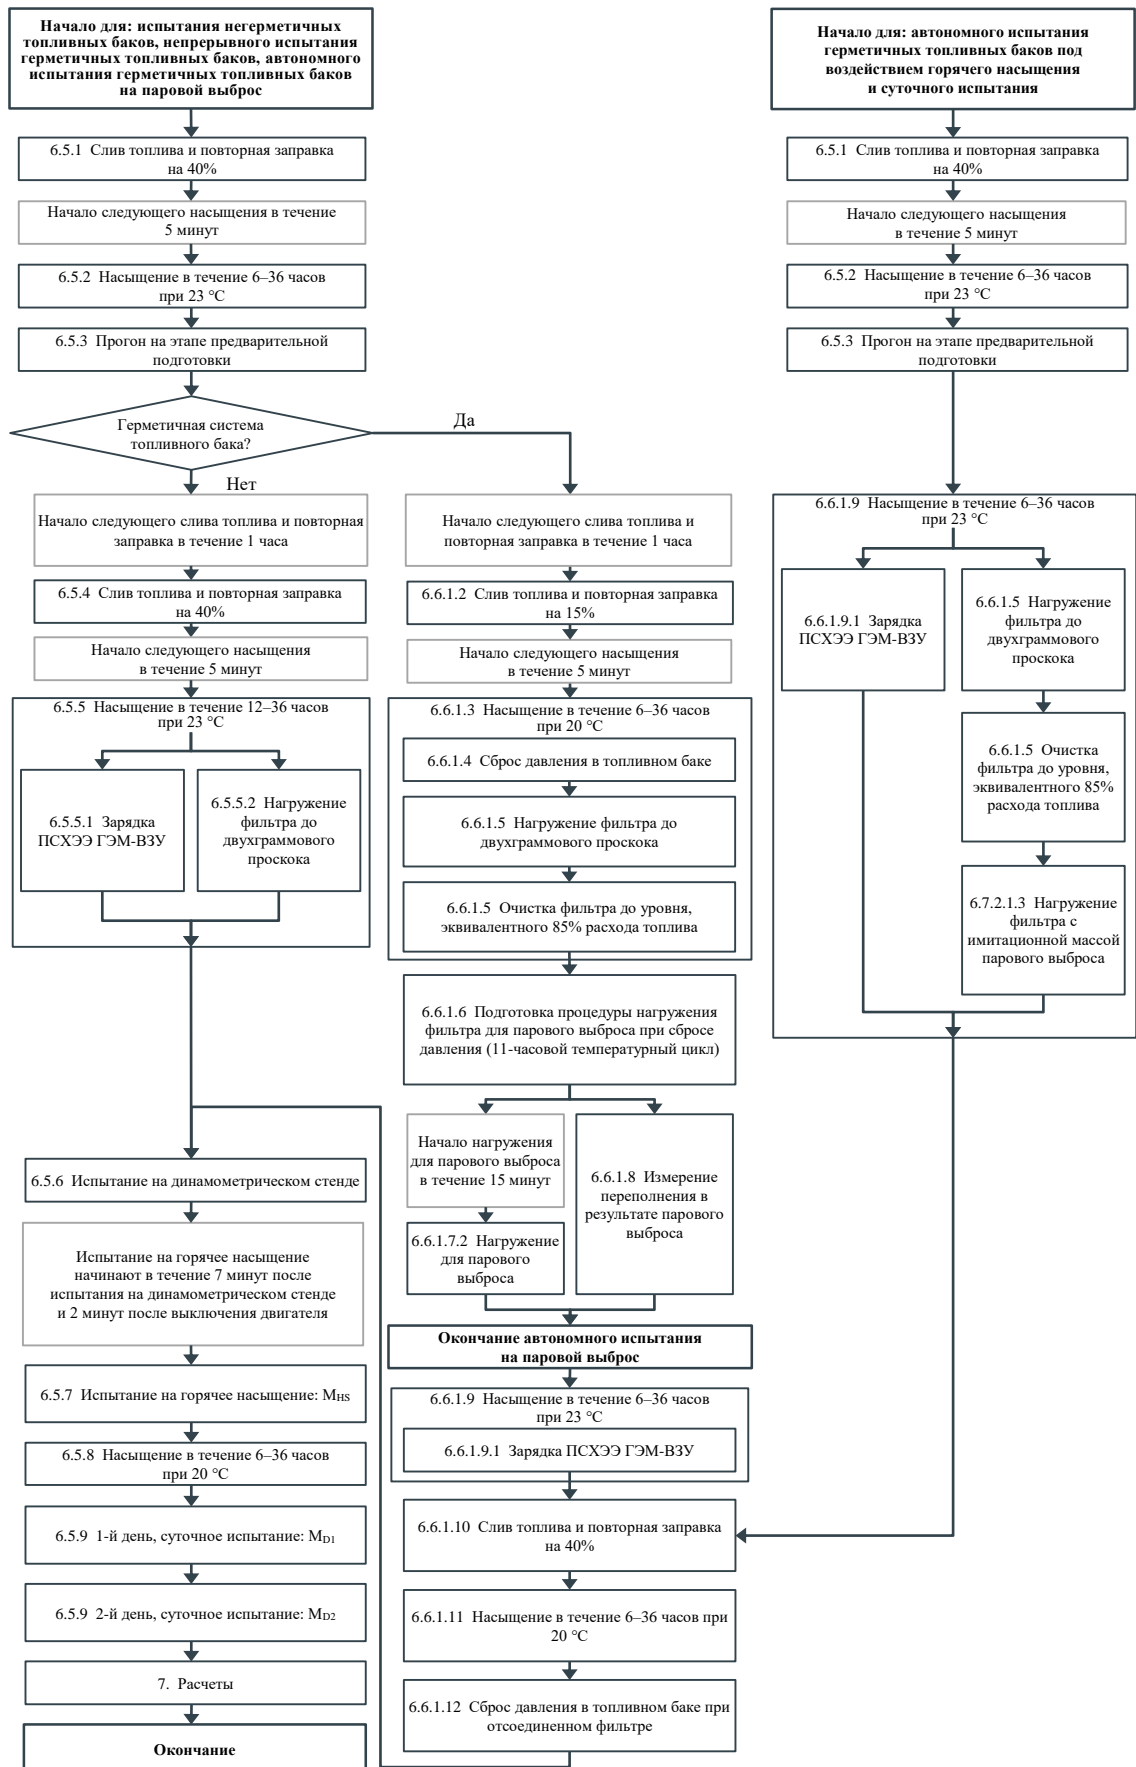 Начало для: испытания негерметичных
топливных баков, непрерывного испытания
герметичных топливных баков, автономного
испытания герметичных топливных баков
на паровой выброс
6.5.1 Слив топлива и повторная заправка
на 40%
Начало следующего насыщения в течение
5 минут
6.5.2 Насыщение в течение 6–36 часов
при 23 °C
6.5.3 Прогон на этапе предварительной
подготовки
Герметичная система
топливного бака?
Да
Нет
Начало следующего слива топлива и повторная
заправка в течение 1 часа
6.5.4 Слив топлива и повторная заправка
на 40%
Начало следующего насыщения
в течение 5 минут
6.5.5 Насыщение в течение 12–36 часов
при 23 °C
6.5.5.1 Зарядка
ПСХЭЭ ГЭМ-ВЗУ
6.5.5.2 Нагружение
фильтра до
двухграммового
проскока
6.5.6 Испытание на динамометрическом стенде
Испытание на горячее насыщение
начинают в течение 7 минут после
испытания на динамометрическом стенде
и 2 минут после выключения двигателя
6.5.7 Испытание на горячее насыщение: MHS
6.5.8 Насыщение в течение 6–36 часов
при 20 °C
6.5.9 1-й день, суточное испытание: MD1
6.5.9 2-й день, суточное испытание: MD2
7. Расчеты
Окончание
Начало следующего слива топлива и
повторная заправка в течение 1 часа
6.6.1.2 Слив топлива и повторная заправка
на 15%
Начало следующего насыщения
в течение 5 минут
6.6.1.3 Насыщение в течение 6–36 часов
при 20 °C
6.6.1.4 Сброс давления в топливном баке
6.6.1.5 Нагружение фильтра до
двухграммового проскока
6.6.1.5 Очистка фильтра до уровня,
эквивалентного 85% расхода топлива
6.6.1.6 Подготовка процедуры нагружения
фильтра для парового выброса при сбросе
давления (11-часовой температурный цикл)
Начало нагружения
для парового выброса
в течение 15 минут
6.6.1.7.2 Нагружение
для парового
выброса
6.6.1.8 Измерение
переполнения в
результате парового
выброса
Окончание автономного испытания
на паровой выброс
6.6.1.9 Насыщение в течение 6–36 часов
при 23 °C
6.6.1.9.1 Зарядка ПСХЭЭ ГЭМ-ВЗУ
6.6.1.10 Слив топлива и повторная заправка
на 40%
6.6.1.11 Насыщение в течение 6–36 часов при
20 °C
6.6.1.12 Сброс давления в топливном баке при
отсоединенном фильтре
Начало для: автономного испытания
герметичных топливных баков под
воздействием горячего насыщения
и суточного испытания
6.5.1 Слив топлива и повторная заправка
на 40%
Начало следующего насыщения
в течение 5 минут
6.5.2 Насыщение в течение 6–36 часов
при 23 °C
6.5.3 Прогон на этапе предварительной
подготовки
6.6.1.9 Насыщение в течение 6–36 часов
при 23 °C
6.6.1.9.1 Зарядка
ПСХЭЭ ГЭМ-ВЗУ
6.6.1.5 Нагружение
фильтра до
двухграммового
проскока
6.6.1.5 Очистка
фильтра до уровня,
эквивалентного 85%
расхода топлива
6.7.2.1.3 Нагружение
фильтра с
имитационной массой
парового выброса